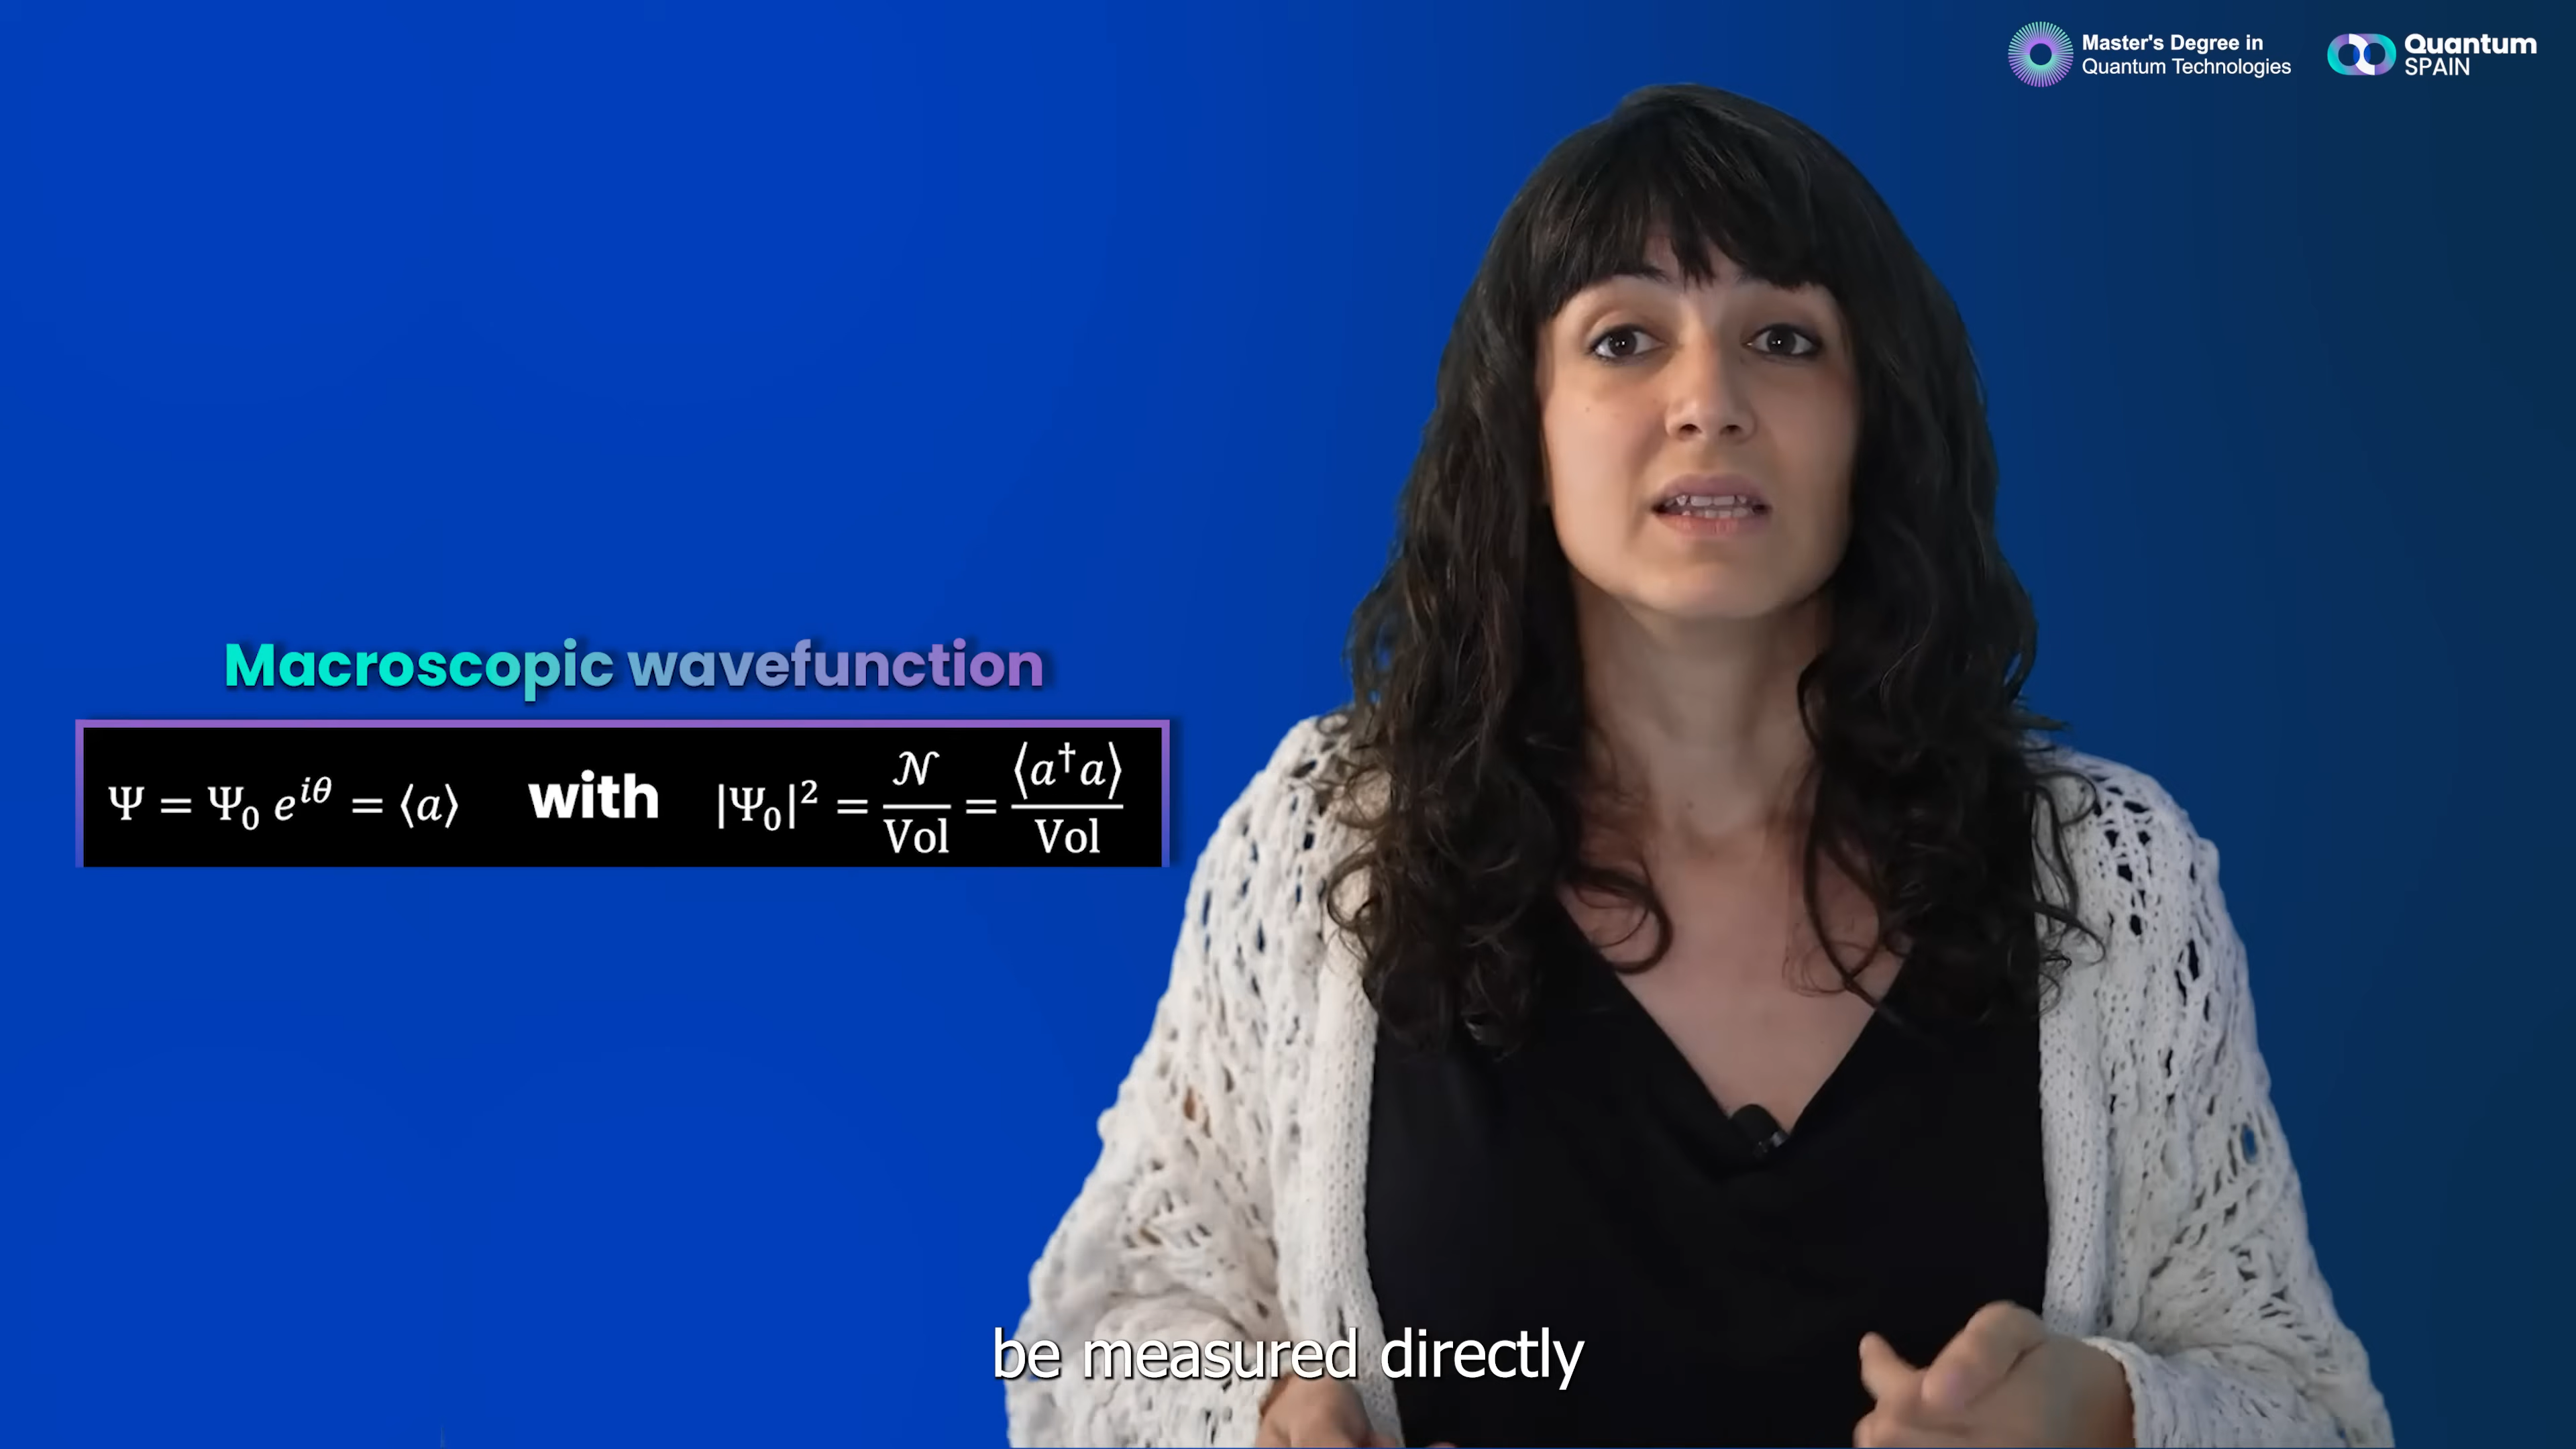 Master's Degree in
Quantum Technologies
Quantum
SPAIN
Macroscopic wavefunction
Ψ = Ψ₀ e^{iθ} = ⟨a⟩ with |Ψ₀|² = 𝒩/Vol = ⟨a†a⟩/Vol
be measured directly